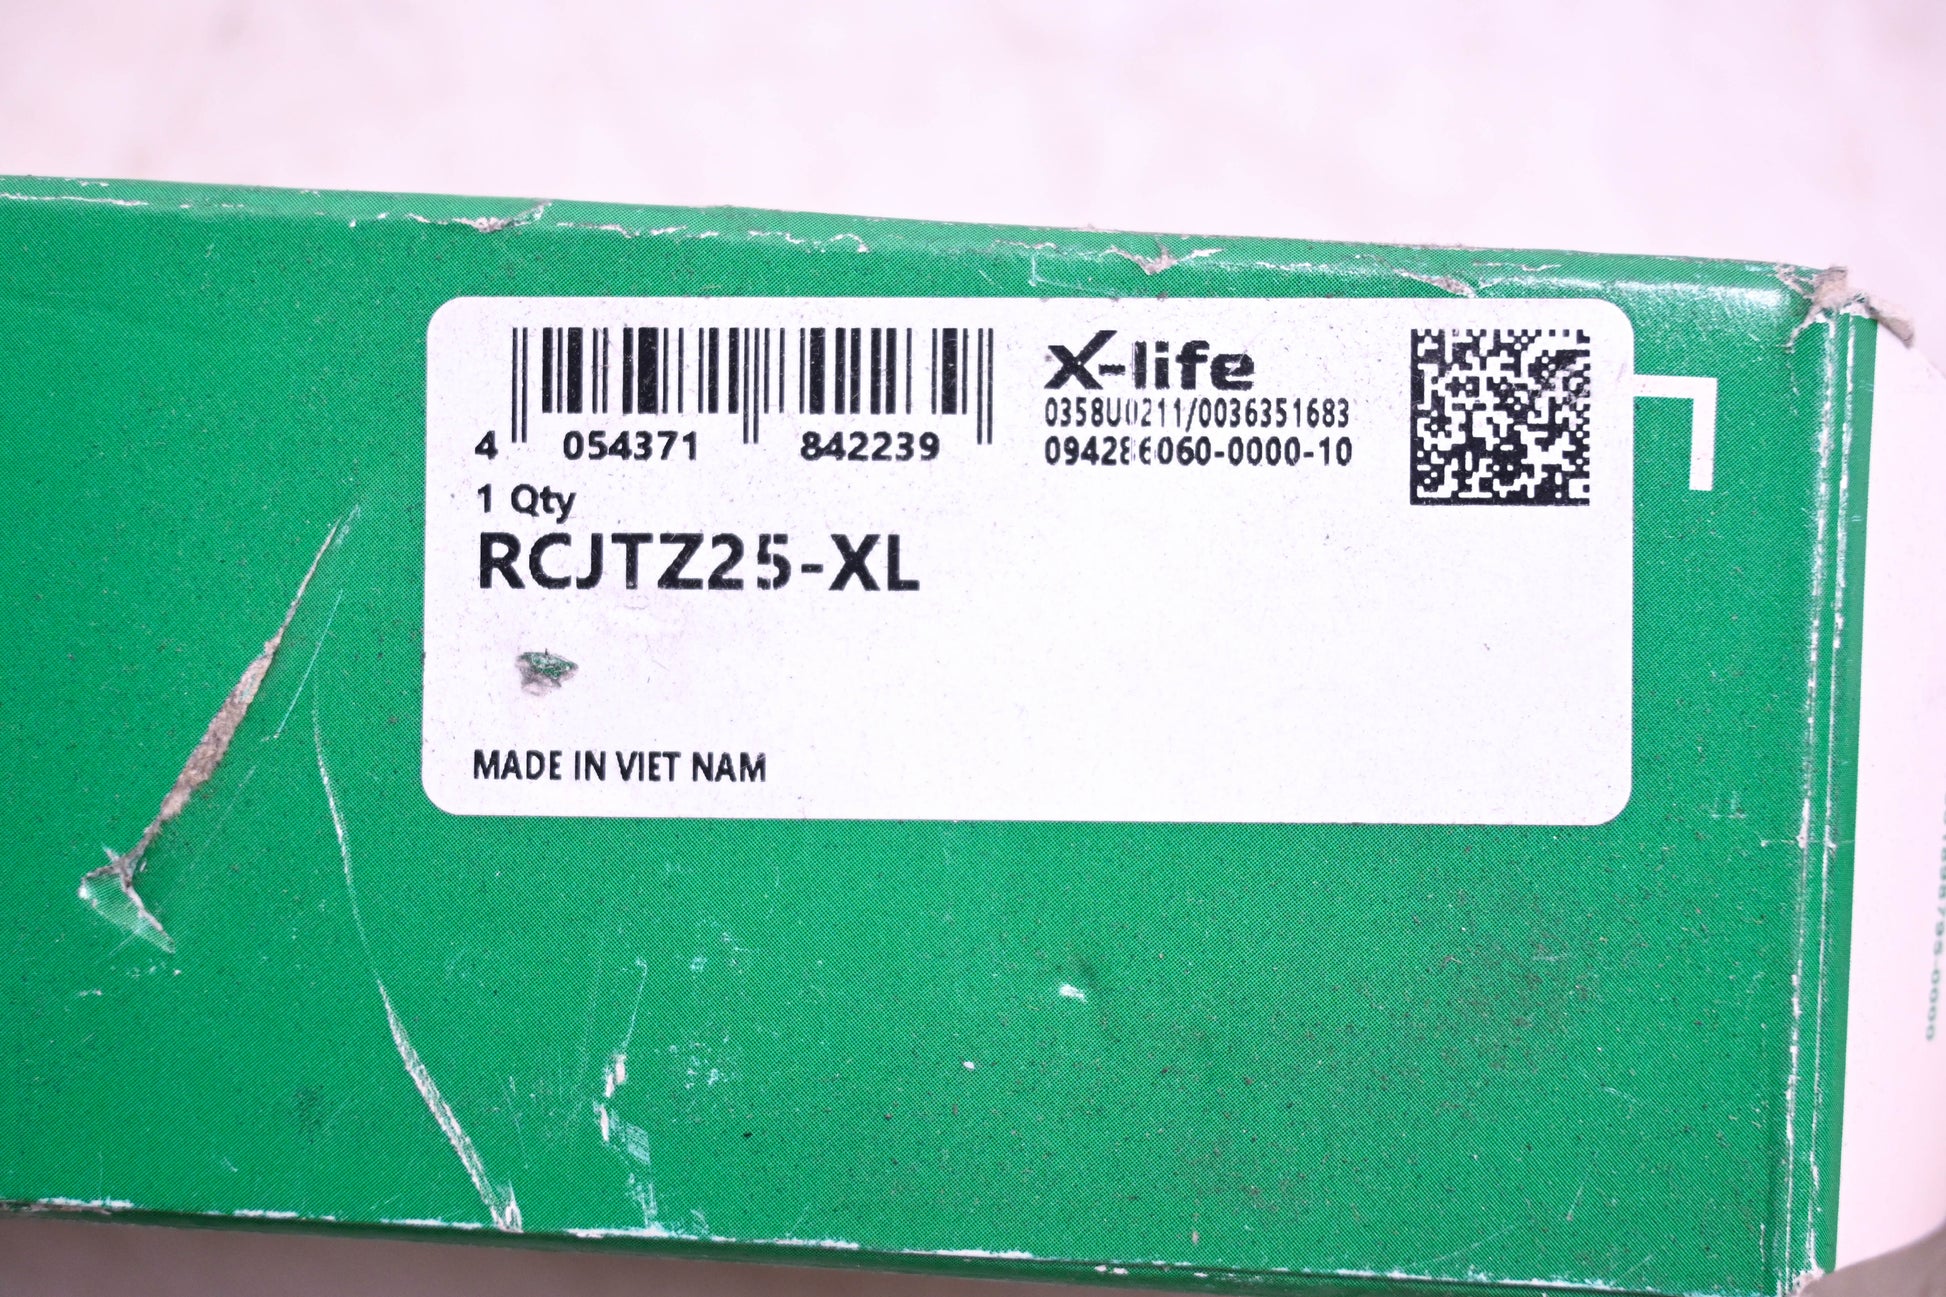 4 054371 842239
X-life
0358U0211/0036351683
094286060-0000-10
1 Qty
RCJTZ25-XL
MADE IN VIET NAM